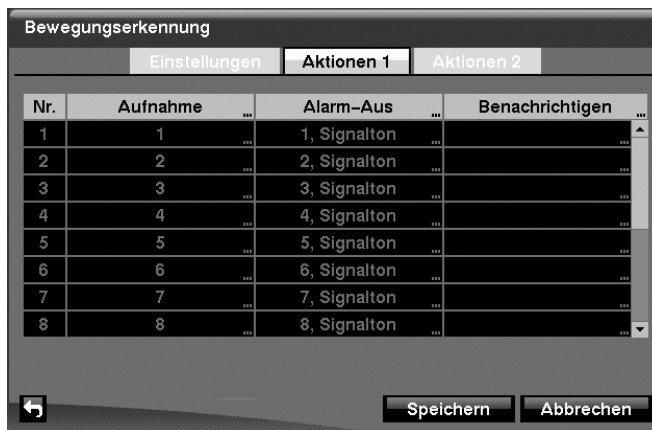 Bewegungserkennung
Einstellungen Aktionen 1 Aktionen 2
Nr. Aufnahme ... Alarm-Aus ... Benachrichtigen ...
1 1 ... 1, Signalton ... ...
2 2 ... 2, Signalton ... ...
3 3 ... 3, Signalton ... ...
4 4 ... 4, Signalton ... ...
5 5 ... 5, Signalton ... ...
6 6 ... 6, Signalton ... ...
7 7 ... 7, Signalton ... ...
8 8 ... 8, Signalton ... ...
Speichern Abbrechen